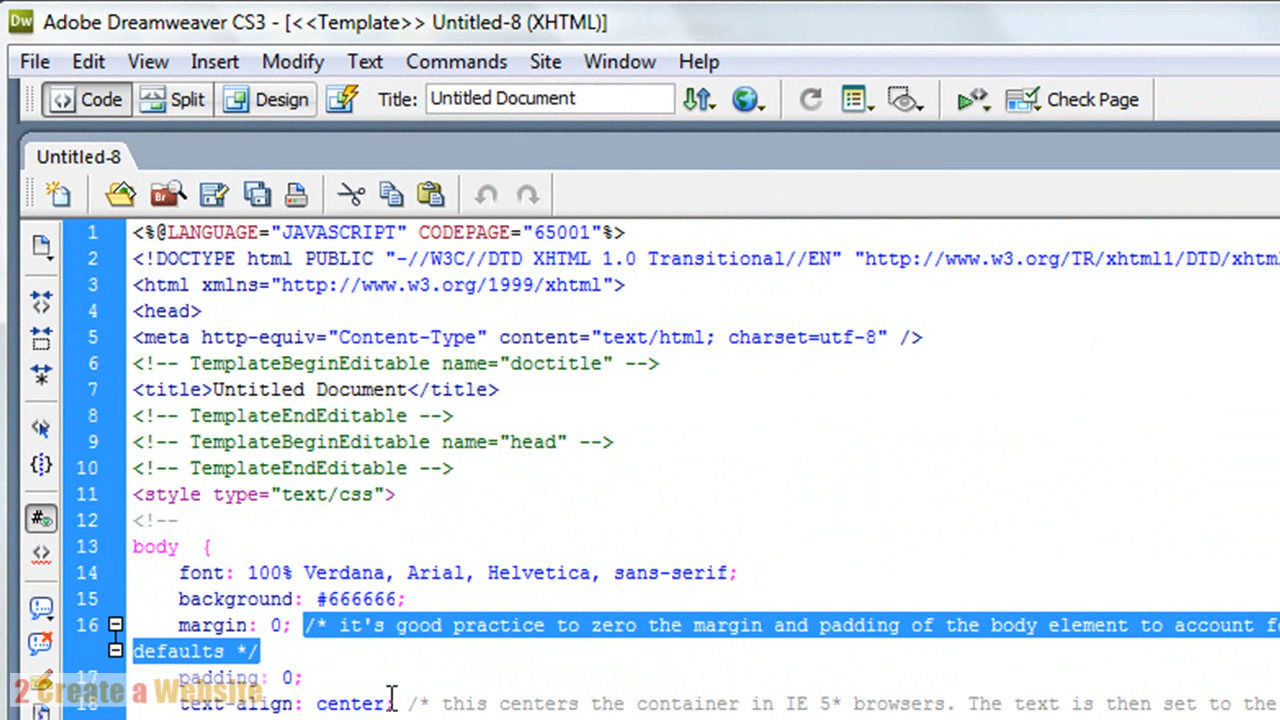 Dw Adobe Dreamweaver CS3 - [<<Template>> Untitled-8 (XHTML)]
File Edit View Insert Modify Text Commands Site Window Help
Code Split Design Title: Untitled Document Check Page
Untitled-8
Br
1 <%@LANGUAGE="JAVASCRIPT" CODEPAGE="65001"%>
2 <!DOCTYPE html PUBLIC "-//W3C//DTD XHTML 1.0 Transitional//EN" "http://www.w3.org/TR/xhtml1/DTD/xhtml
3 <html xmlns="http://www.w3.org/1999/xhtml">
4 <head>
5 <meta http-equiv="Content-Type" content="text/html; charset=utf-8" />
6 <!-- TemplateBeginEditable name="doctitle" -->
7 <title>Untitled Document</title>
8 <!-- TemplateEndEditable -->
9 <!-- TemplateBeginEditable name="head" -->
10 <!-- TemplateEndEditable -->
11 <style type="text/css">
12 <!--
13 body {
14 font: 100% Verdana, Arial, Helvetica, sans-serif;
15 background: #666666;
16 margin: 0; /* it's good practice to zero the margin and padding of the body element to account f
defaults */
17 padding: 0;
2 Create a Website
18 text-align: center; /* this centers the container in IE 5* browsers. The text is then set to the